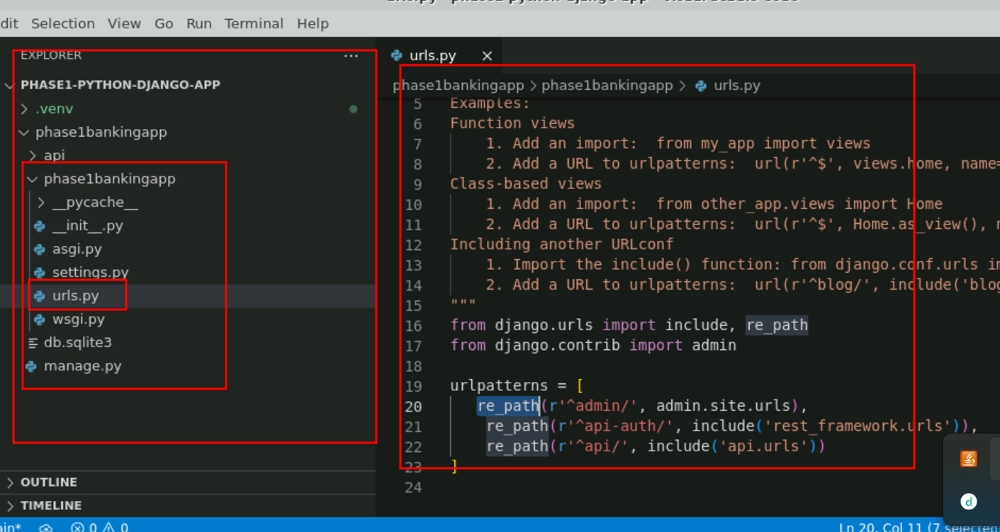 dit Selection View Go Run Terminal Help
EXPLORER ...
PHASE1-PYTHON-DJANGO-APP
.venv
phase1bankingapp
api
phase1bankingapp
__pycache__
__init__.py
asgi.py
settings.py
urls.py
wsgi.py
db.sqlite3
manage.py
OUTLINE
TIMELINE
urls.py ×
phase1bankingapp > phase1bankingapp > urls.py
5 Examples:
6 Function views
7 1. Add an import:  from my_app import views
8 2. Add a URL to urlpatterns:  url(r'^$', views.home, name=
9 Class-based views
10 1. Add an import:  from other_app.views import Home
11 2. Add a URL to urlpatterns:  url(r'^$', Home.as_view(), n
12 Including another URLconf
13 1. Import the include() function: from django.conf.urls im
14 2. Add a URL to urlpatterns:  url(r'^blog/', include('blog
15 """
16 from django.urls import include, re_path
17 from django.contrib import admin
18
19 urlpatterns = [
20 re_path(r'^admin/', admin.site.urls),
21 re_path(r'^api-auth/', include('rest_framework.urls')),
22 re_path(r'^api/', include('api.urls'))
23 ]
24
d
ain* 0 0 Ln 20, Col 11 (7 selected